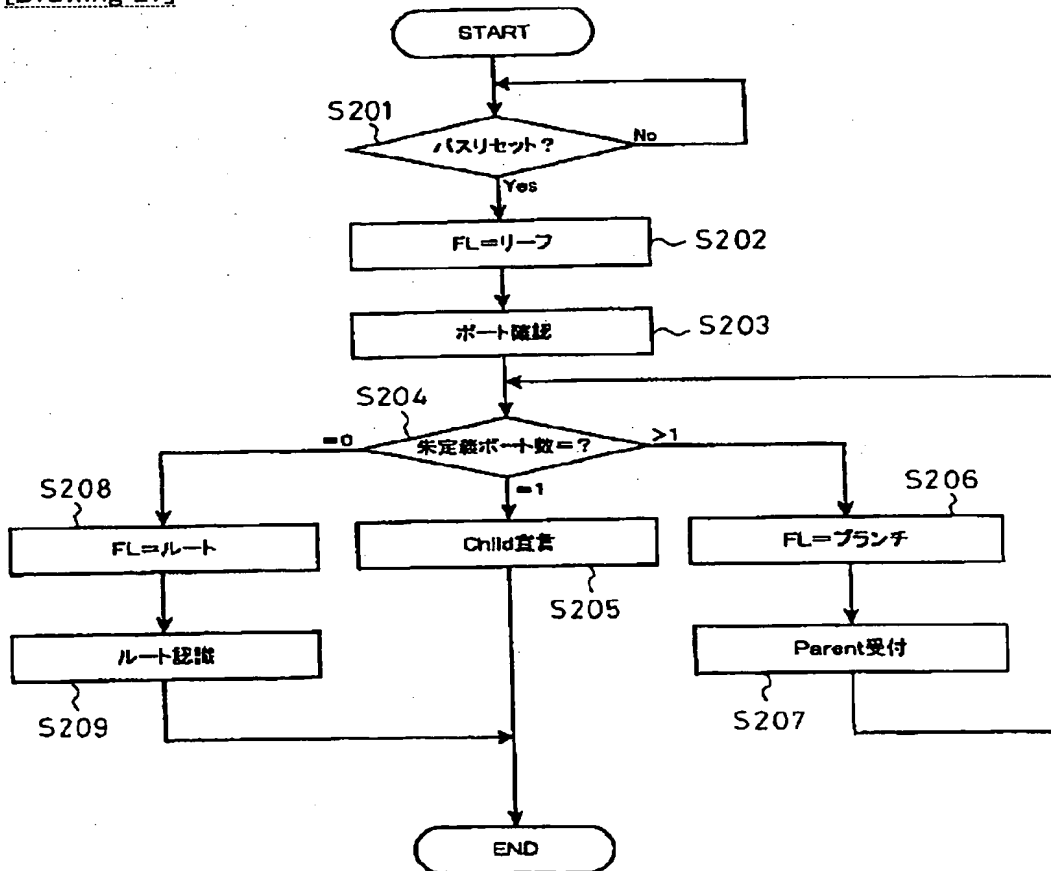 [Drawing
START
S201
バスリセット？
No
Yes
FL=リーフ
S202
ポート確認
S203
S204
=0
未定義ポート数=？
>1
=1
S208
FL=ルート
Child宣言
S205
S206
FL=ブランチ
ルート認識
S209
Parent受付
S207
END